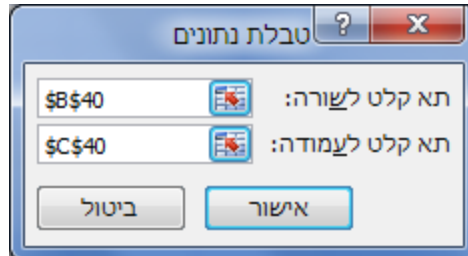 טבלת נתונים
תא קלט לשורה: $B$40
תא קלט לעמודה: $C$40
אישור ביטול